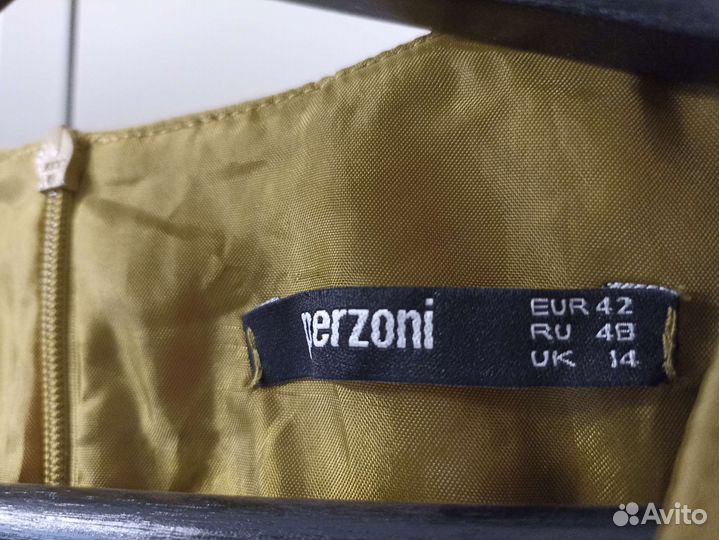 perzoni
EUR 42
RU 48
UK 14
Avito